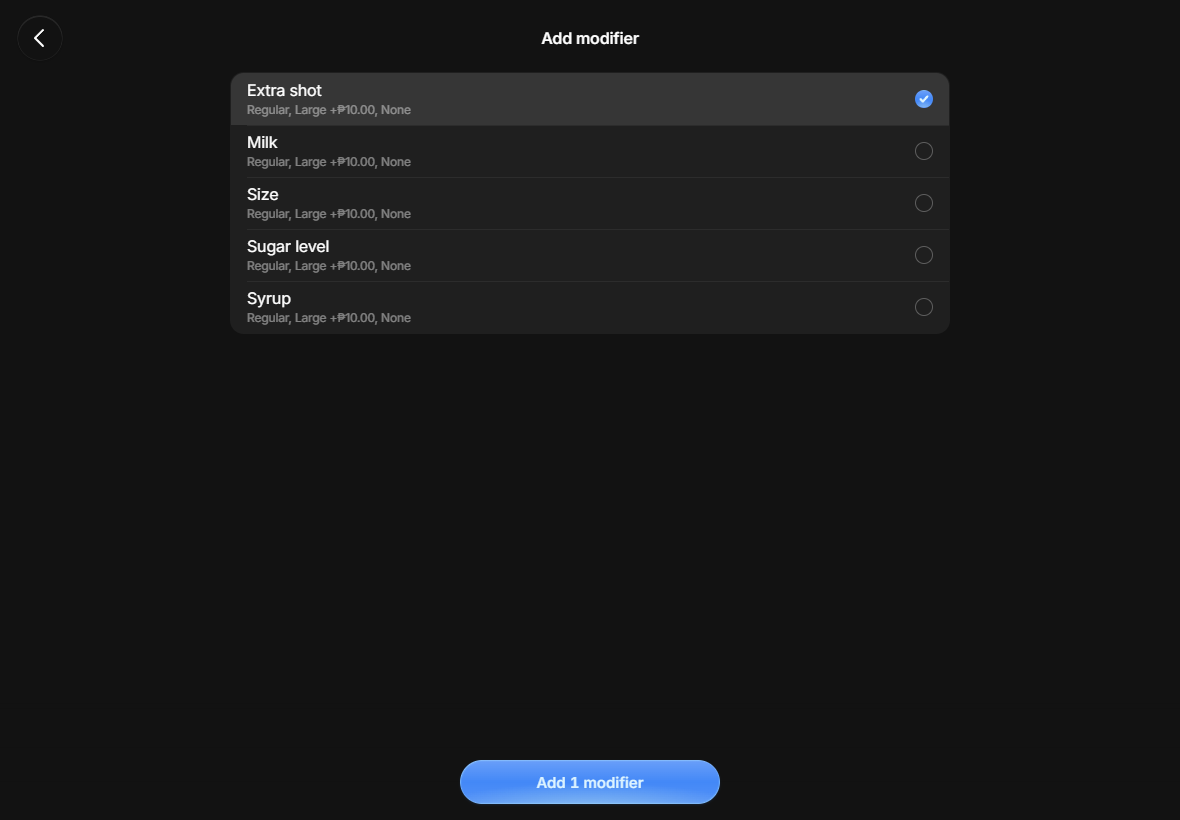 Add modifier
Extra shot
Regular, Large +₱10.00, None
Milk
Regular, Large +₱10.00, None
Size
Regular, Large +₱10.00, None
Sugar level
Regular, Large +₱10.00, None
Syrup
Regular, Large +₱10.00, None
Add 1 modifier